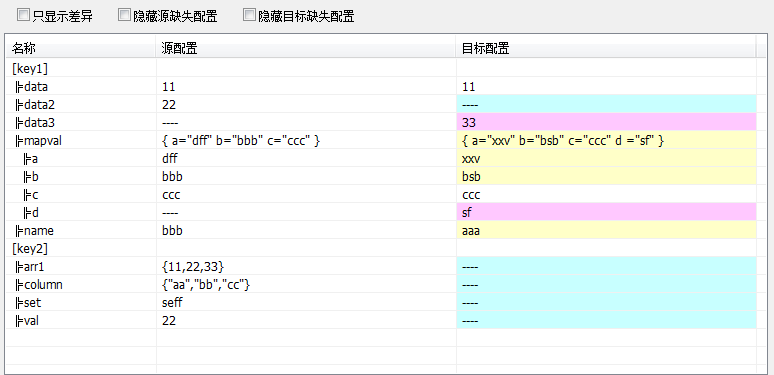 只显示差异 隐藏源缺失配置 隐藏目标缺失配置
名称 源配置 目标配置
[key1]
╠data 11 11
╠data2 22 ----
╠data3 ---- 33
╠mapval { a="dff" b="bbb" c="ccc" } { a="xxv" b="bsb" c="ccc" d ="sf" }
╠a dff xxv
╠b bbb bsb
╠c ccc ccc
╠d ---- sf
╠name bbb aaa
[key2]
╠arr1 {11,22,33} ----
╠column {"aa","bb","cc"} ----
╠set seff ----
╠val 22 ----